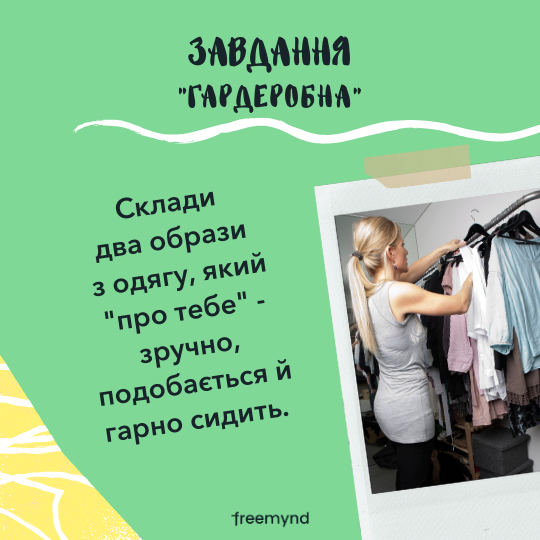 ЗАВДАННЯ
"ГАРДЕРОБНА"
Склади
два образи
з одягу, який
"про тебе" -
зручно,
подобається й
гарно сидить.
freemynd